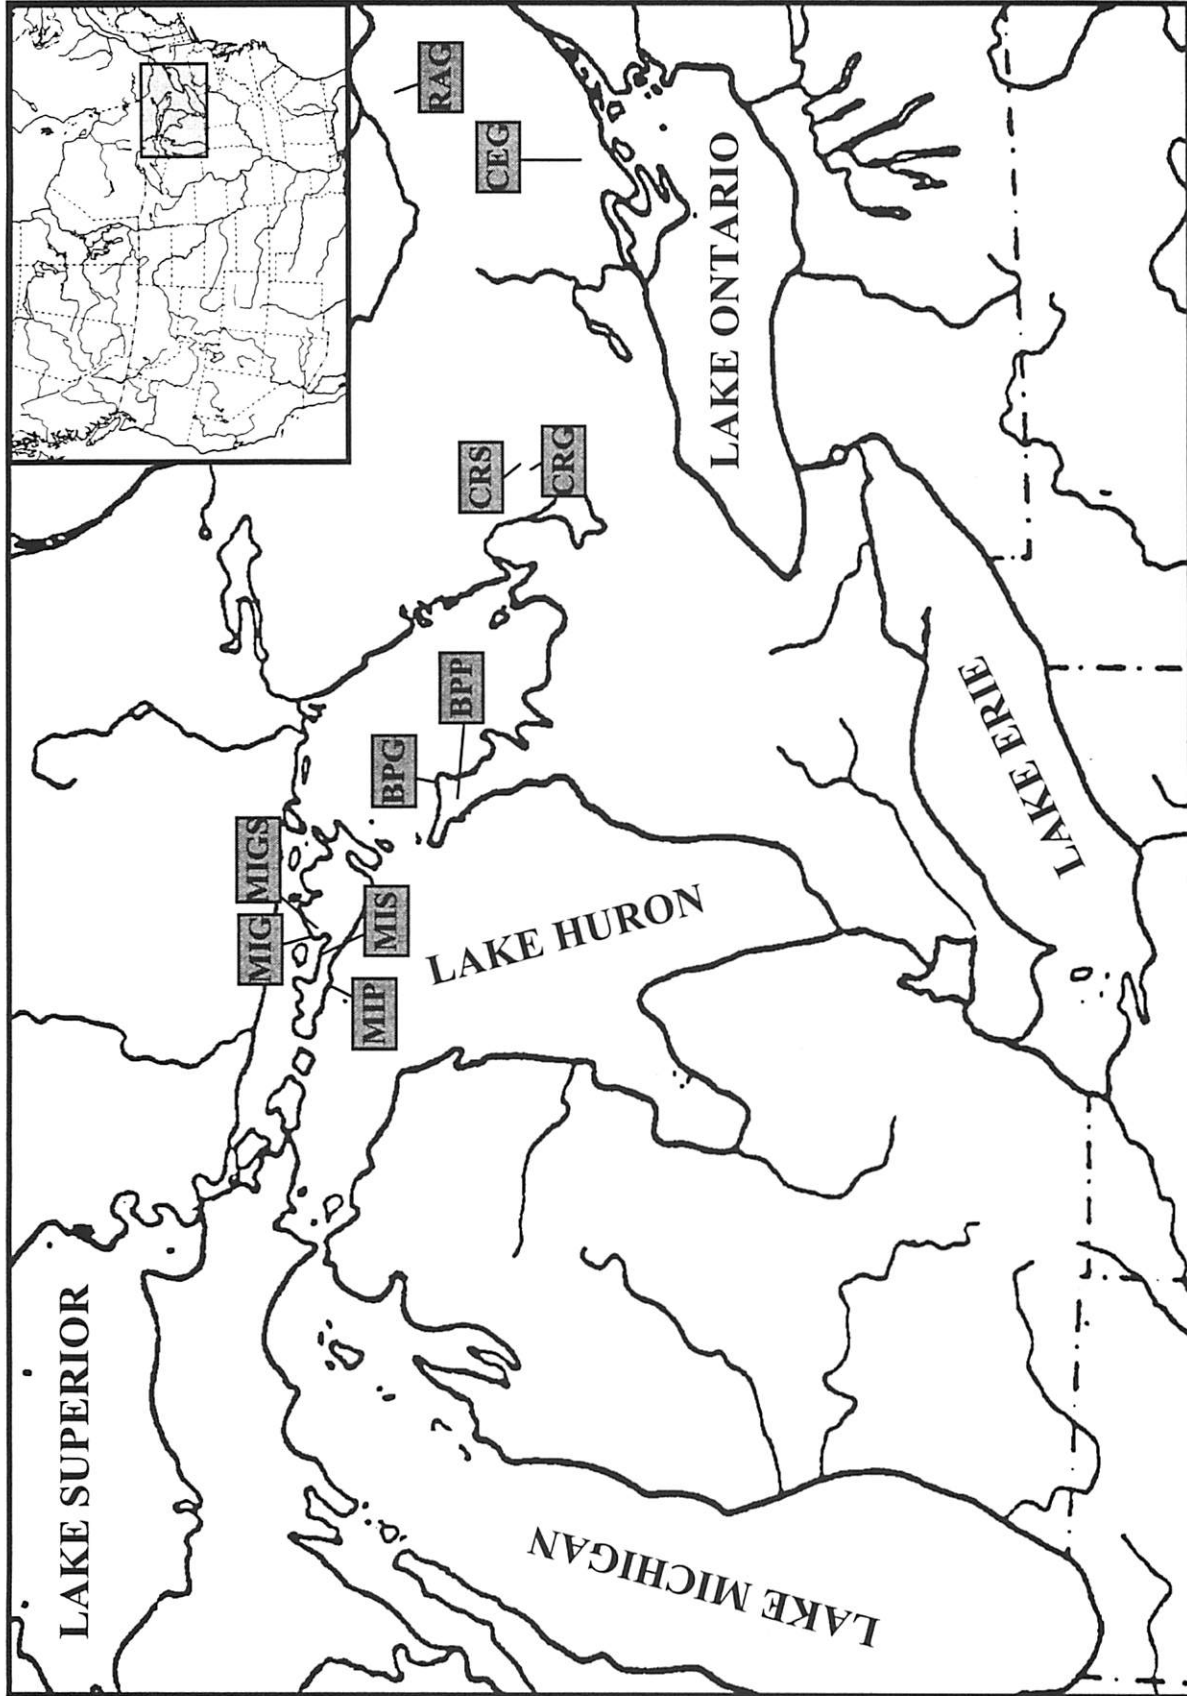 LAKE SUPERIOR
MIG
MIGS
MIP
MIS
BPG
BPP
CRS
CRG
CEG
RAG
LAKE HURON
LAKE MICHIGAN
LAKE ONTARIO
LAKE ERIE